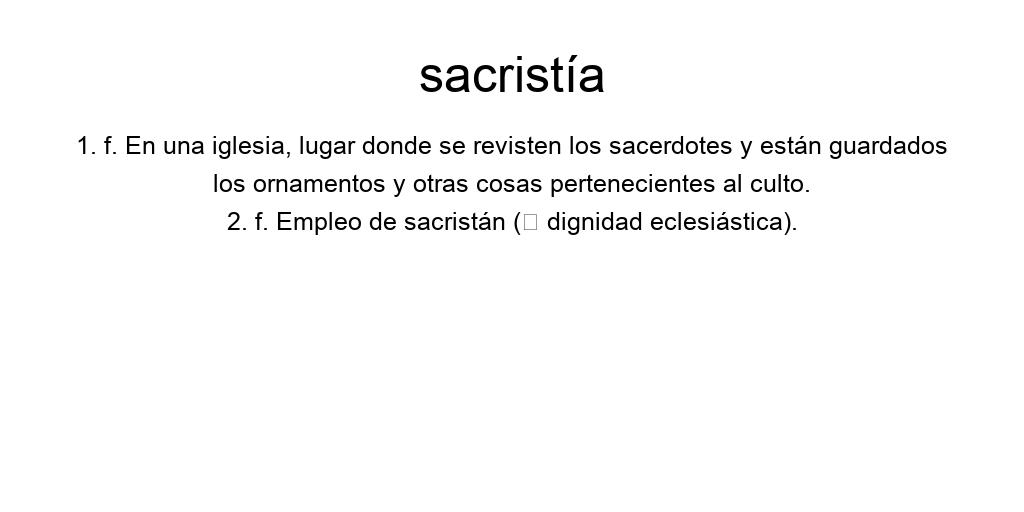 sacristía
1. f. En una iglesia, lugar donde se revisten los sacerdotes y están guardados
los ornamentos y otras cosas pertenecientes al culto.
2. f. Empleo de sacristán (□ dignidad eclesiástica).